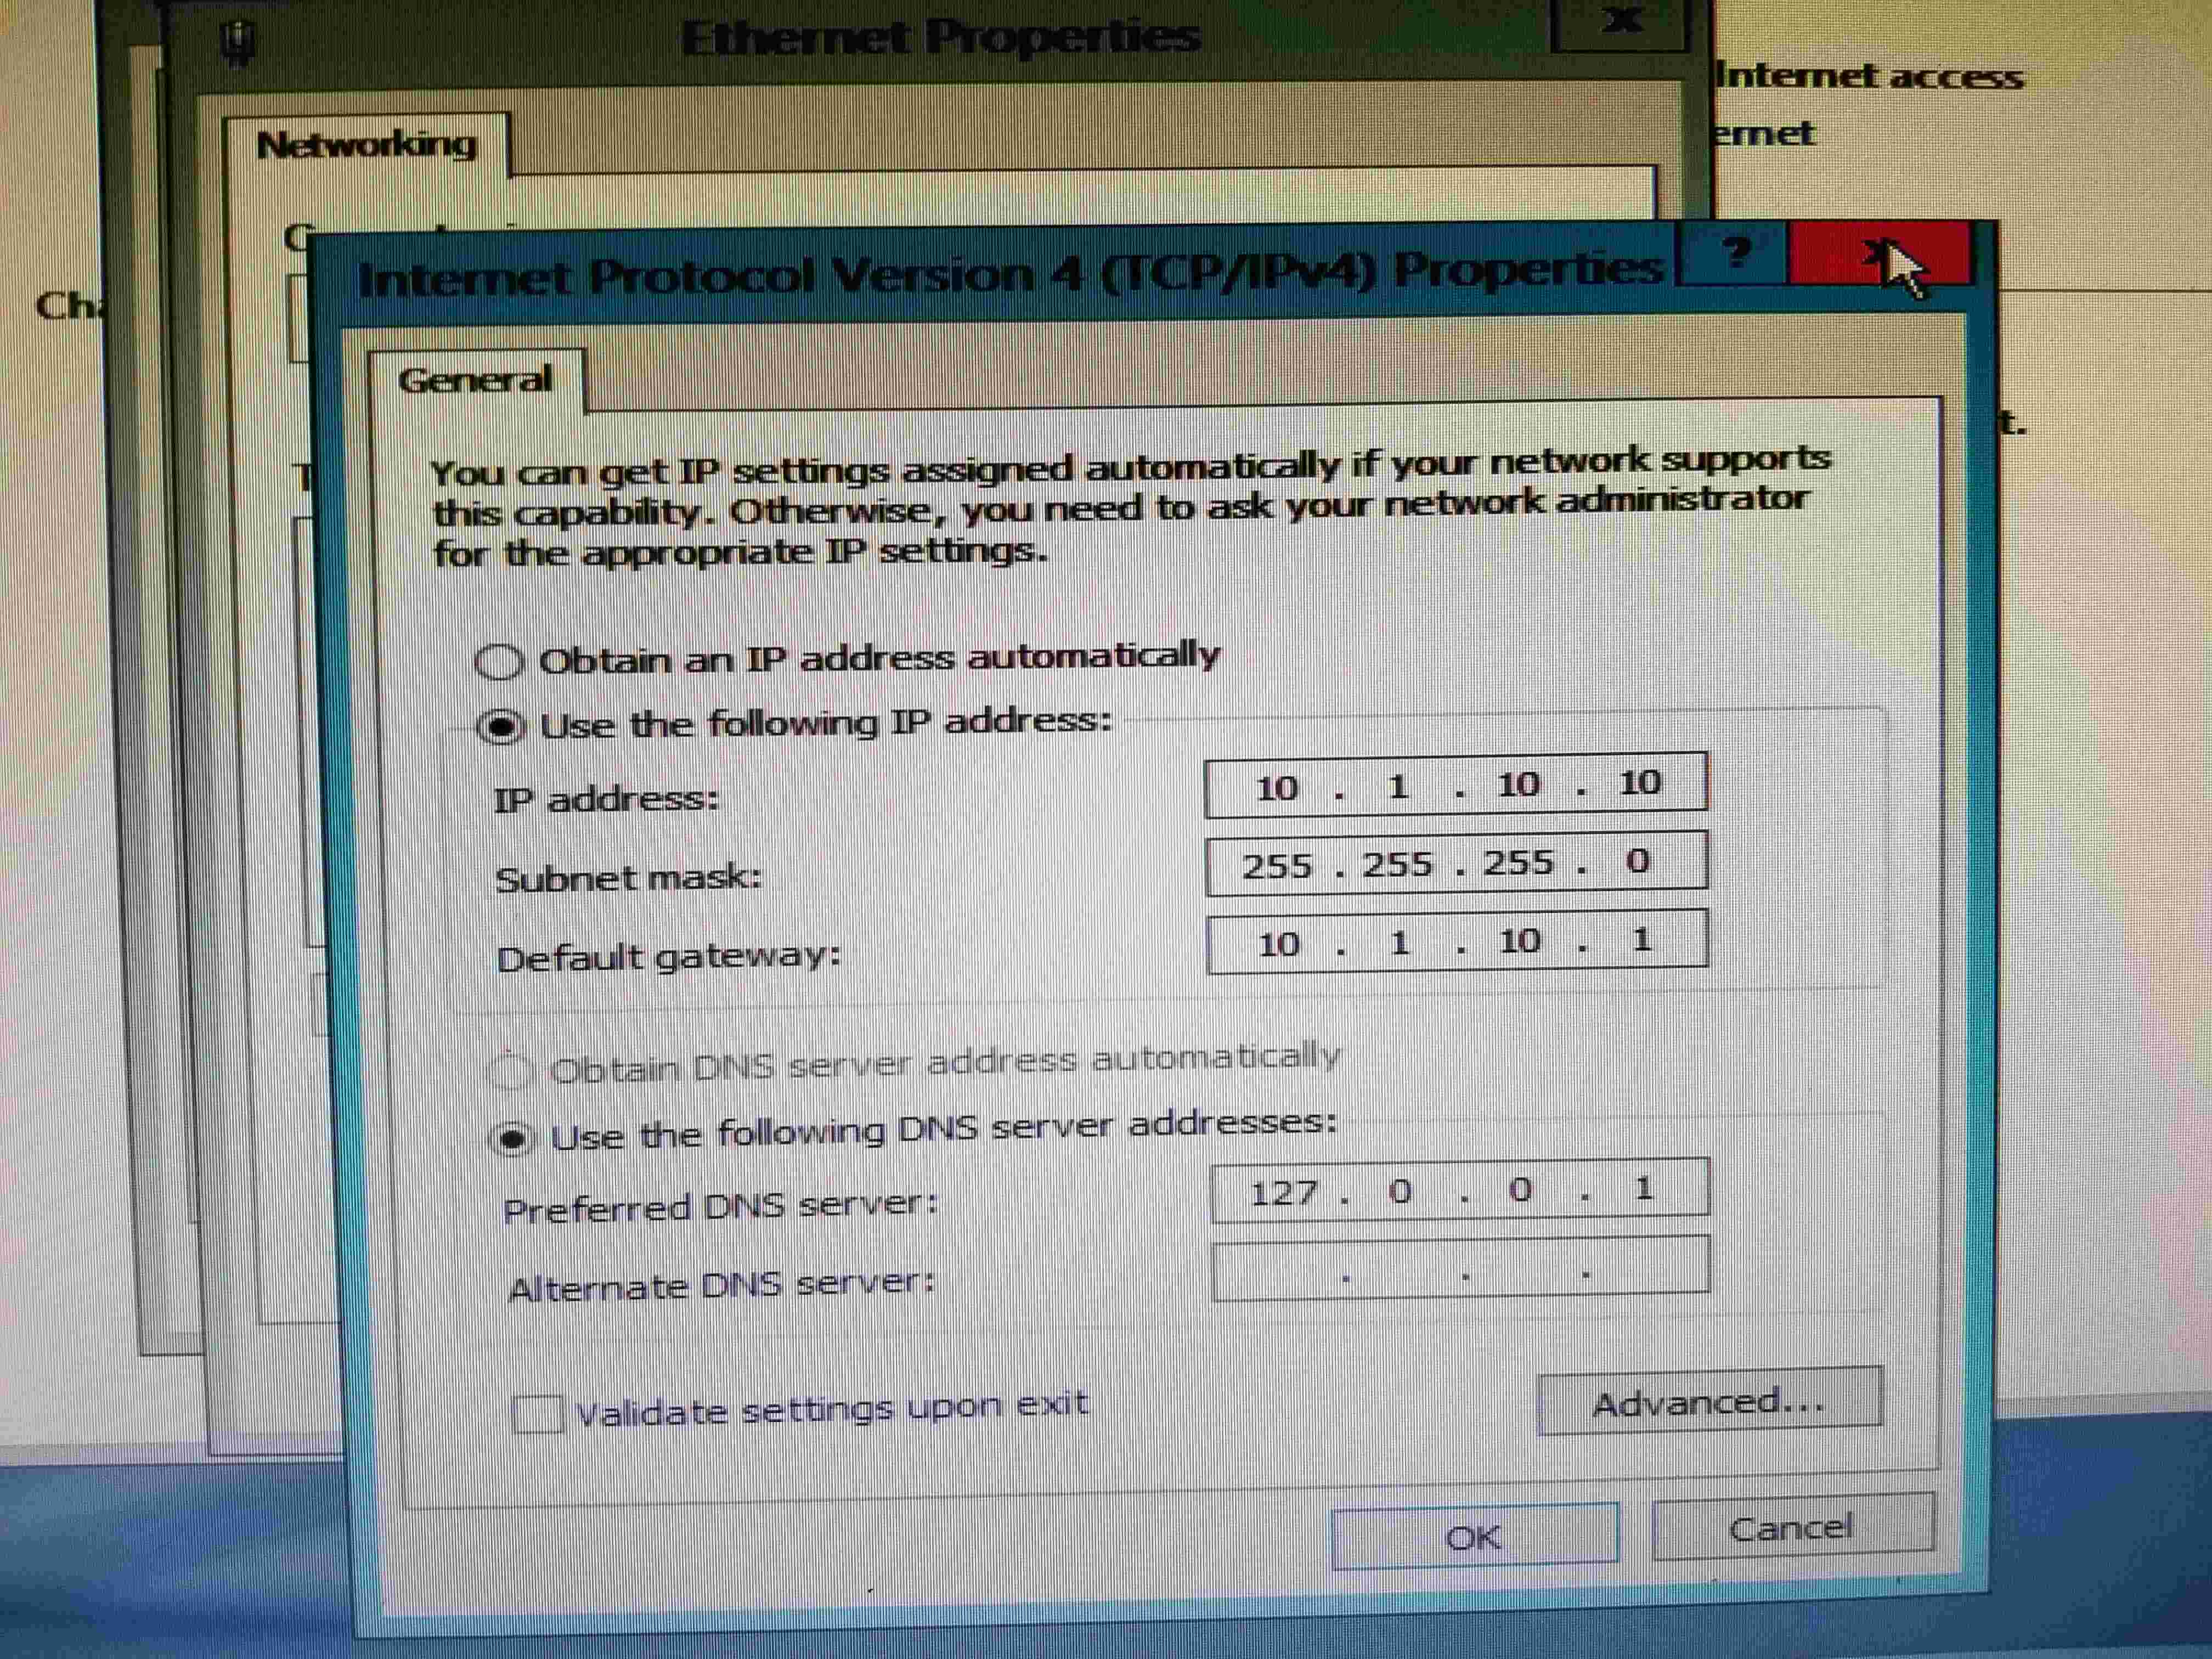 Ethernet Properties
Internet access
ernet
Networking
Internet Protocol Version 4 (TCP/IPv4) Properties
?
Cha
General
t.
You can get IP settings assigned automatically if your network supports
this capability. Otherwise, you need to ask your network administrator
for the appropriate IP settings.
Obtain an IP address automatically
Use the following IP address:
IP address: 10 . 1 . 10 . 10
Subnet mask: 255 . 255 . 255 . 0
Default gateway: 10 . 1 . 10 . 1
Obtain DNS server address automatically
Use the following DNS server addresses:
Preferred DNS server: 127 . 0 . 0 . 1
Alternate DNS server: . . .
Validate settings upon exit
Advanced...
OK
Cancel